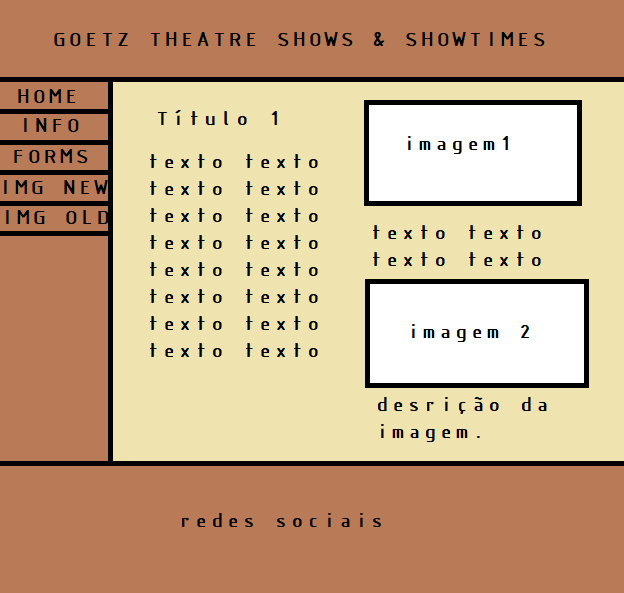 GOETZ THEATRE SHOWS & SHOWTIMES
HOME
INFO
FORMS
IMG NEW
IMG OLD
Título 1
texto texto
texto texto
texto texto
texto texto
texto texto
texto texto
texto texto
texto texto
imagem1
texto texto
texto texto
imagem 2
desrição da
imagem.
redes sociais